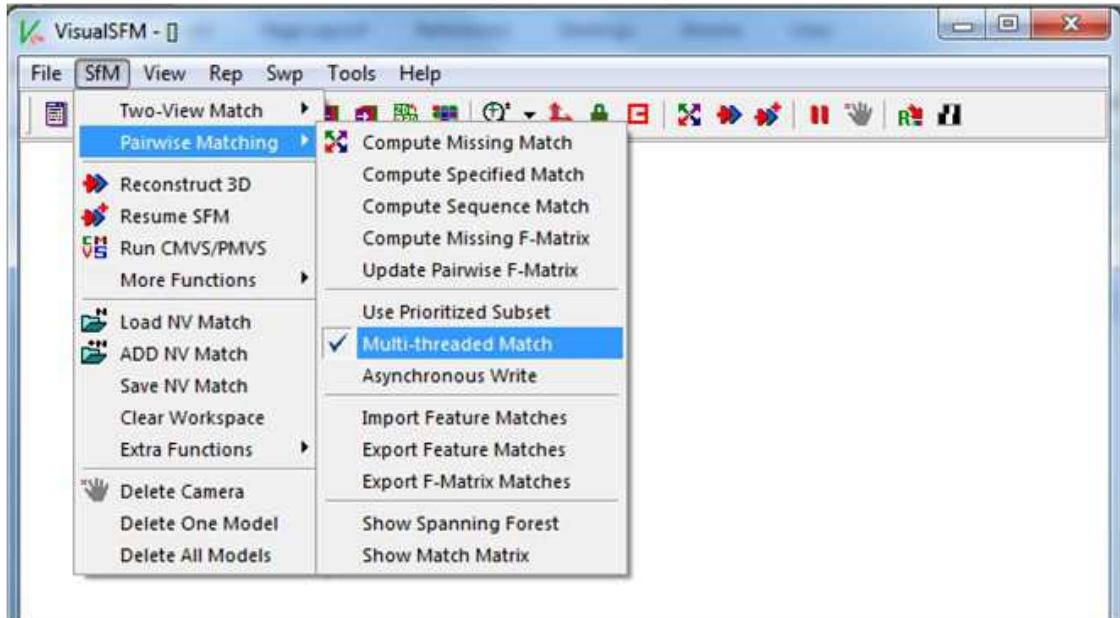 VisualSFM - []
File SfM View Rep Swp Tools Help
Two-View Match
Pairwise Matching
Reconstruct 3D
Resume SFM
Run CMVS/PMVS
More Functions
Load NV Match
ADD NV Match
Save NV Match
Clear Workspace
Extra Functions
Delete Camera
Delete One Model
Delete All Models
Compute Missing Match
Compute Specified Match
Compute Sequence Match
Compute Missing F-Matrix
Update Pairwise F-Matrix
Use Prioritized Subset
Multi-threaded Match
Asynchronous Write
Import Feature Matches
Export Feature Matches
Export F-Matrix Matches
Show Spanning Forest
Show Match Matrix